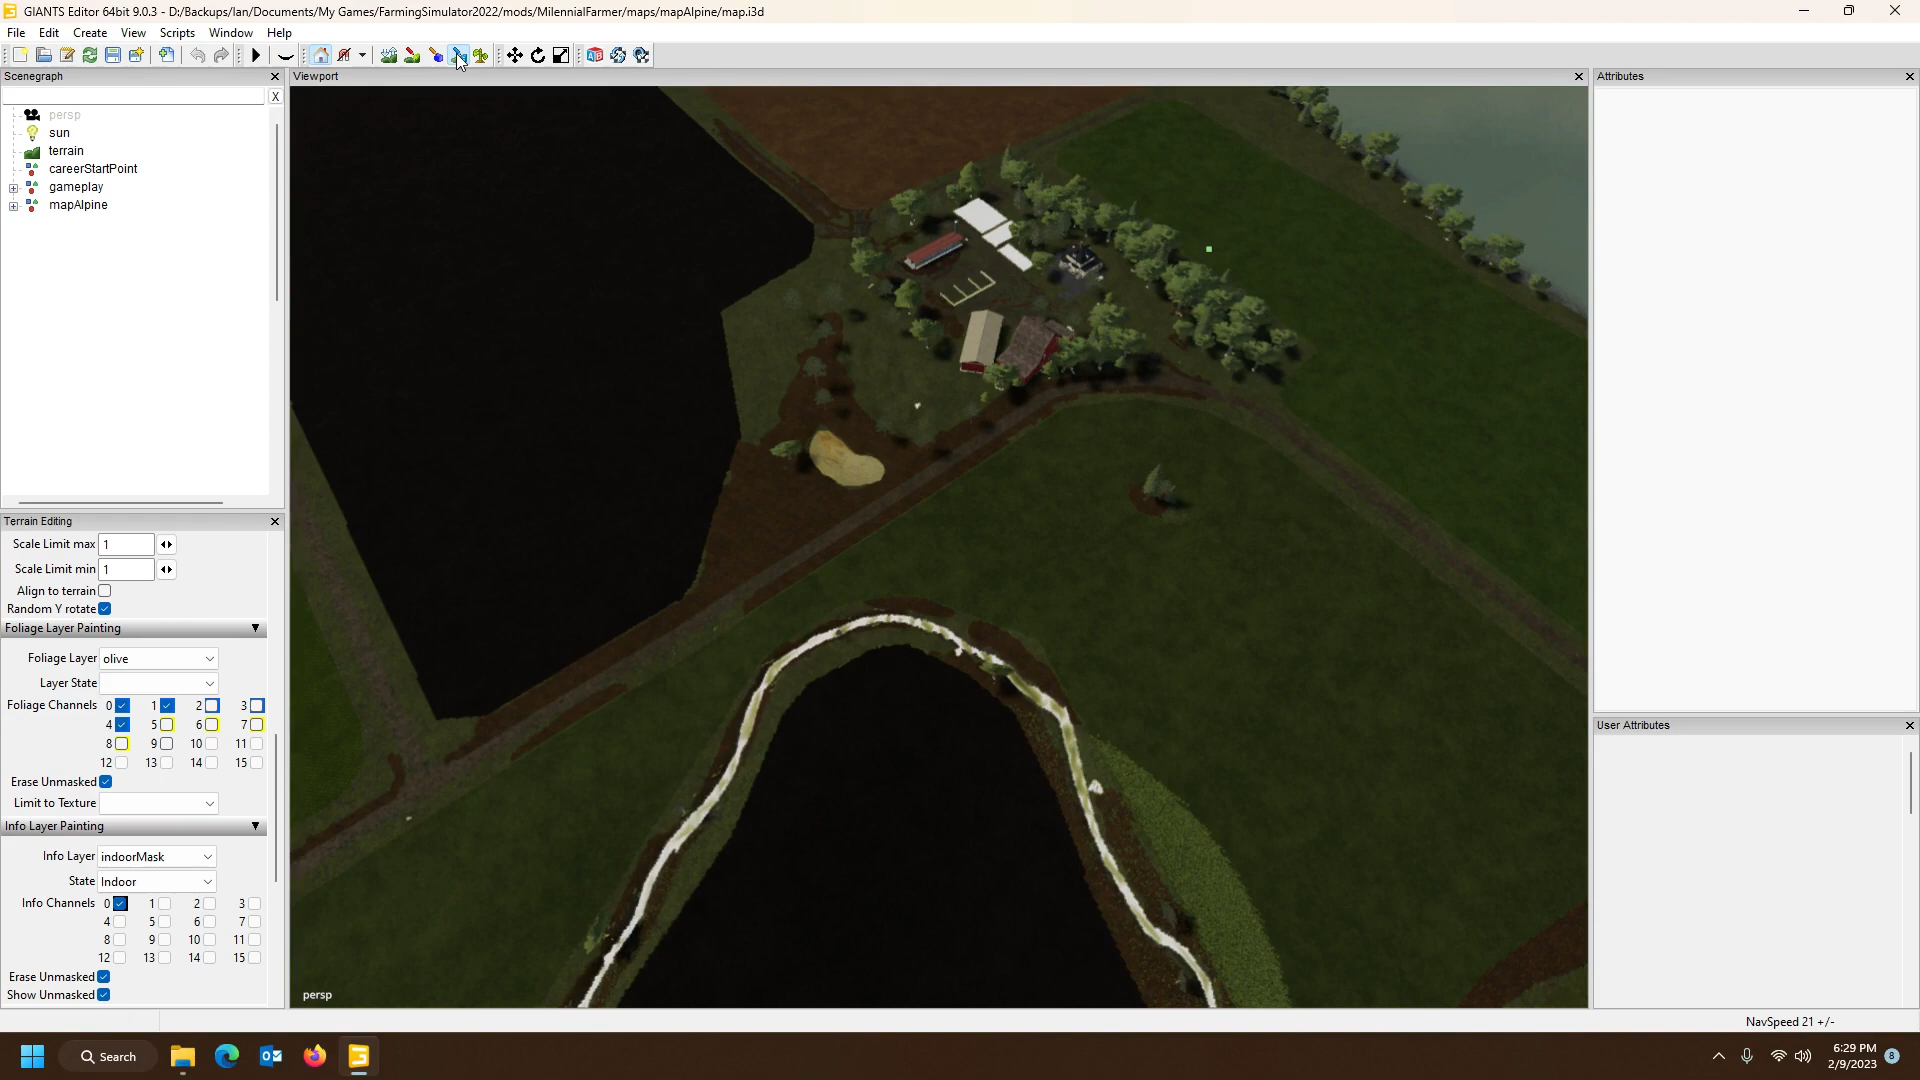 GIANTS Editor 64bit 9.0.3 - D:/Backups/Ian/Documents/My Games/FarmingSimulator2022/mods/MilennialFarmer/maps/mapAlpine/map.i3d
File Edit Create View Scripts Window Help
Scenegraph
X
persp
sun
terrain
careerStartPoint
gameplay
mapAlpine
Terrain Editing
Scale Limit max 1
Scale Limit min 1
Align to terrain
Random Y rotate
Foliage Layer Painting
Foliage Layer olive
Layer State
Foliage Channels 0 1 2 3
4 5 6 7
8 9 10 11
12 13 14 15
Erase Unmasked
Limit to Texture
Info Layer Painting
Info Layer indoorMask
State Indoor
Info Channels 0 1 2 3
4 5 6 7
8 9 10 11
12 13 14 15
Erase Unmasked
Show Unmasked
Viewport
persp
Attributes
User Attributes
NavSpeed 21 +/-
Search
6:29 PM
2/9/2023
8